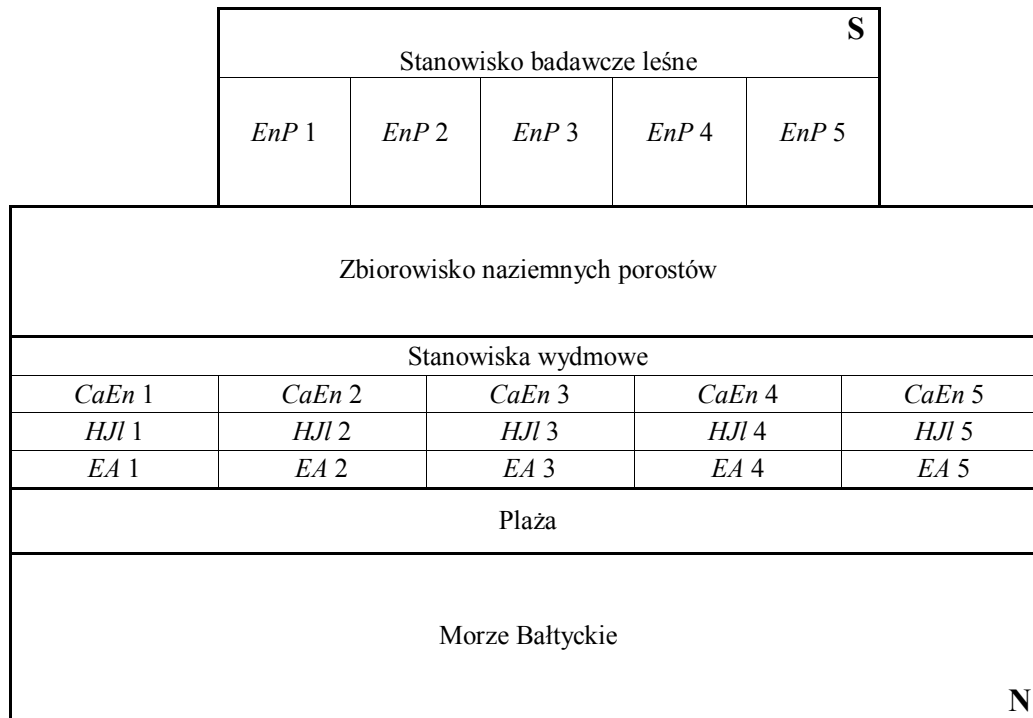 S
Stanowisko badawcze leśne
EnP 1 EnP 2 EnP 3 EnP 4 EnP 5
Zbiorowisko naziemnych porostów
Stanowiska wydmowe
CaEn 1 CaEn 2 CaEn 3 CaEn 4 CaEn 5
HJl 1 HJl 2 HJl 3 HJl 4 HJl 5
EA 1 EA 2 EA 3 EA 4 EA 5
Plaża
Morze Bałtyckie
N